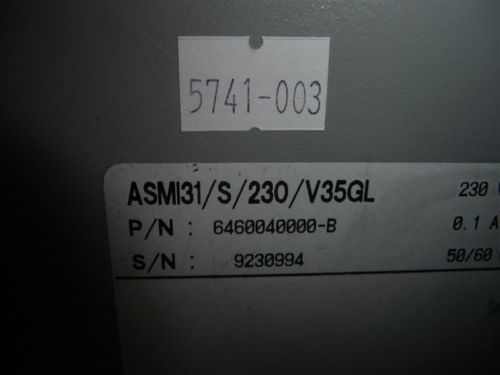 5741-003
ASMI31/S/230/V35GL 230
P/N : 6460040000-B 0.1 A
S/N : 9230994 50/60